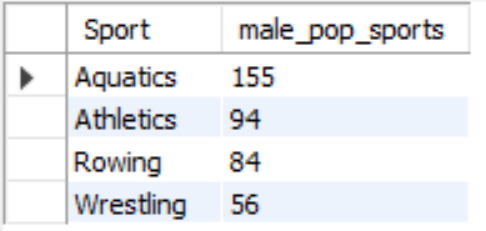 Sport male_pop_sports
Aquatics 155
Athletics 94
Rowing 84
Wrestling 56